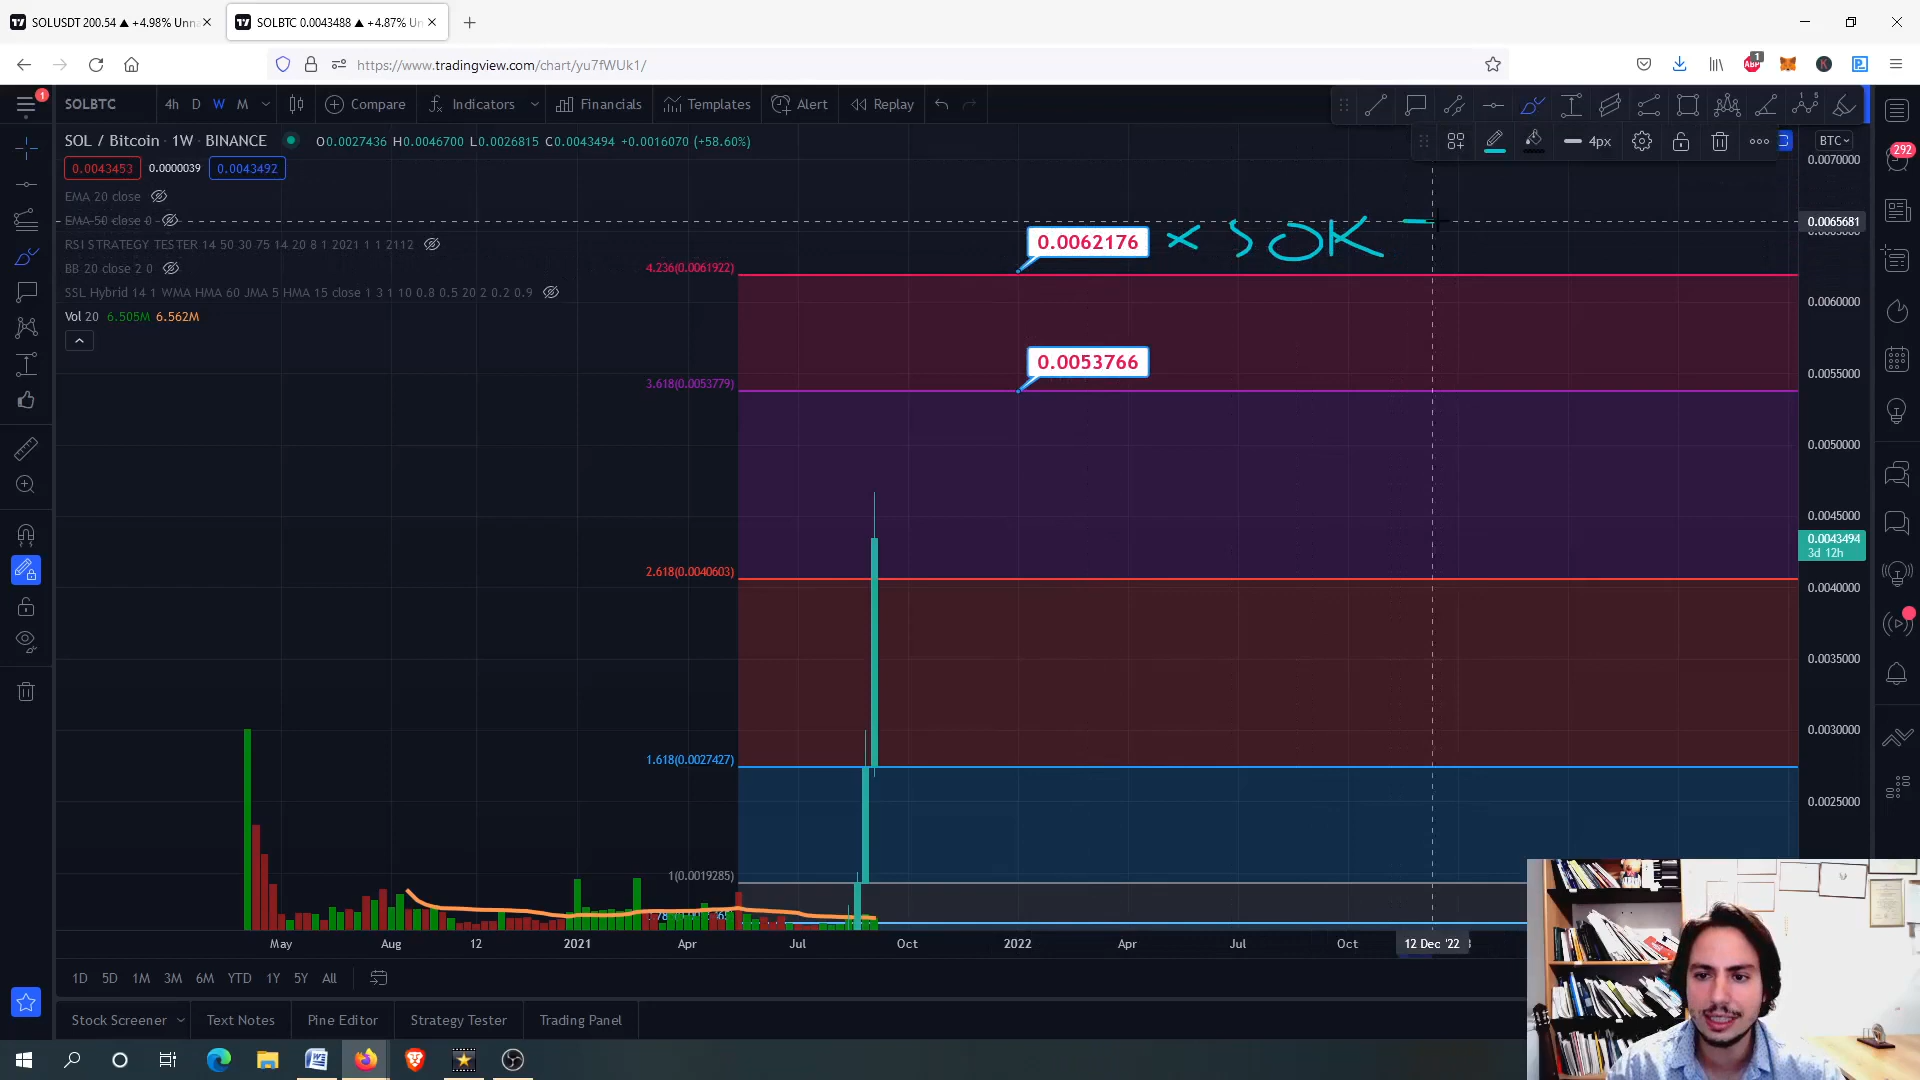 SOLUSDT 200.54 ▲ +4.98% Unna
SOLBTC 0.0043488 ▲ +4.87% Un
https://www.tradingview.com/chart/yu7fWUk1/
1
ABP
1
SOLBTC 4h D W M Compare Indicators Financials Templates Alert Replay
4px
BTC
SOL / Bitcoin · 1W · BINANCE O0.0027436 H0.0046700 L0.0026815 C0.0043494 +0.0016070 (+58.60%)
0.0043453 0.0000039 0.0043492
EMA 20 close
EMA 50 close 0
RSI STRATEGY TESTER 14 50 30 75 14 20 8 1 2021 1 1 2112
BB 20 close 2 0
SSL Hybrid 14 1 WMA HMA 60 JMA 5 HMA 15 close 1 3 1 10 0.8 0.5 20 2 0.2 0.9
Vol 20 6.505M 6.562M
0.0062176 x 50K
0.0053766
4.236(0.0061922)
3.618(0.0053779)
2.618(0.0040603)
1.618(0.0027427)
1(0.0019285)
0.0070000
0.0065681
0.0060000
0.0055000
0.0050000
0.0045000
0.0043494
3d 12h
0.0040000
0.0035000
0.0030000
0.0025000
292
May Aug 12 2021 Apr Jul Oct 2022 Apr Jul Oct 12 Dec '22
1D 5D 1M 3M 6M YTD 1Y 5Y All
Stock Screener Text Notes Pine Editor Strategy Tester Trading Panel